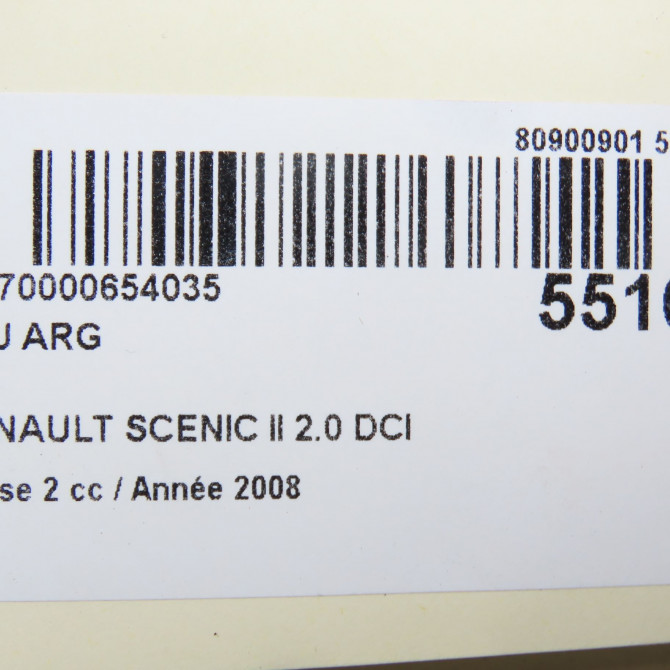 80900901 5
70000654035
551
J ARG
NAULT SCENIC II 2.0 DCI
se 2 cc / Année 2008